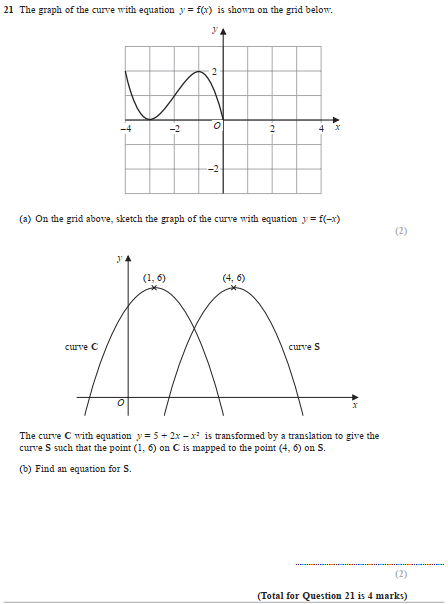 21 The graph of the curve with equation y = f(x) is shown on the grid below.
y
2
-4 -2 O 2 4 x
-2
(a) On the grid above, sketch the graph of the curve with equation y = f(-x)
(2)
y
(1, 6) (4, 6)
curve C curve S
O x
The curve C with equation y = 5 + 2x – x² is transformed by a translation to give the
curve S such that the point (1, 6) on C is mapped to the point (4, 6) on S.
(b) Find an equation for S.
(2)
(Total for Question 21 is 4 marks)